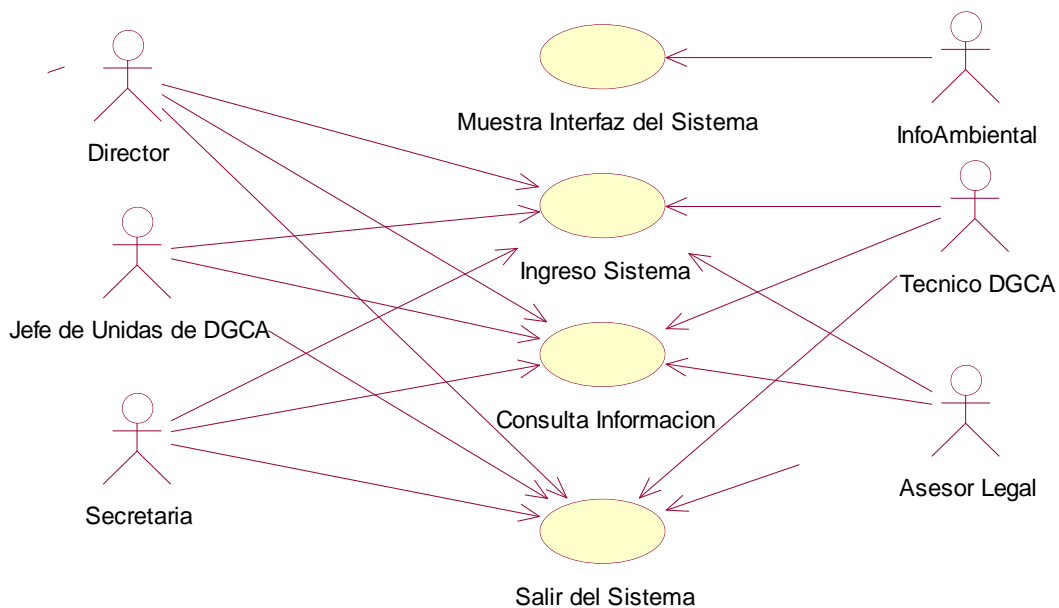 Muestra Interfaz del Sistema
InfoAmbiental
Director
Ingreso Sistema
Tecnico DGCA
Jefe de Unidas de DGCA
Consulta Informacion
Asesor Legal
Secretaria
Salir del Sistema